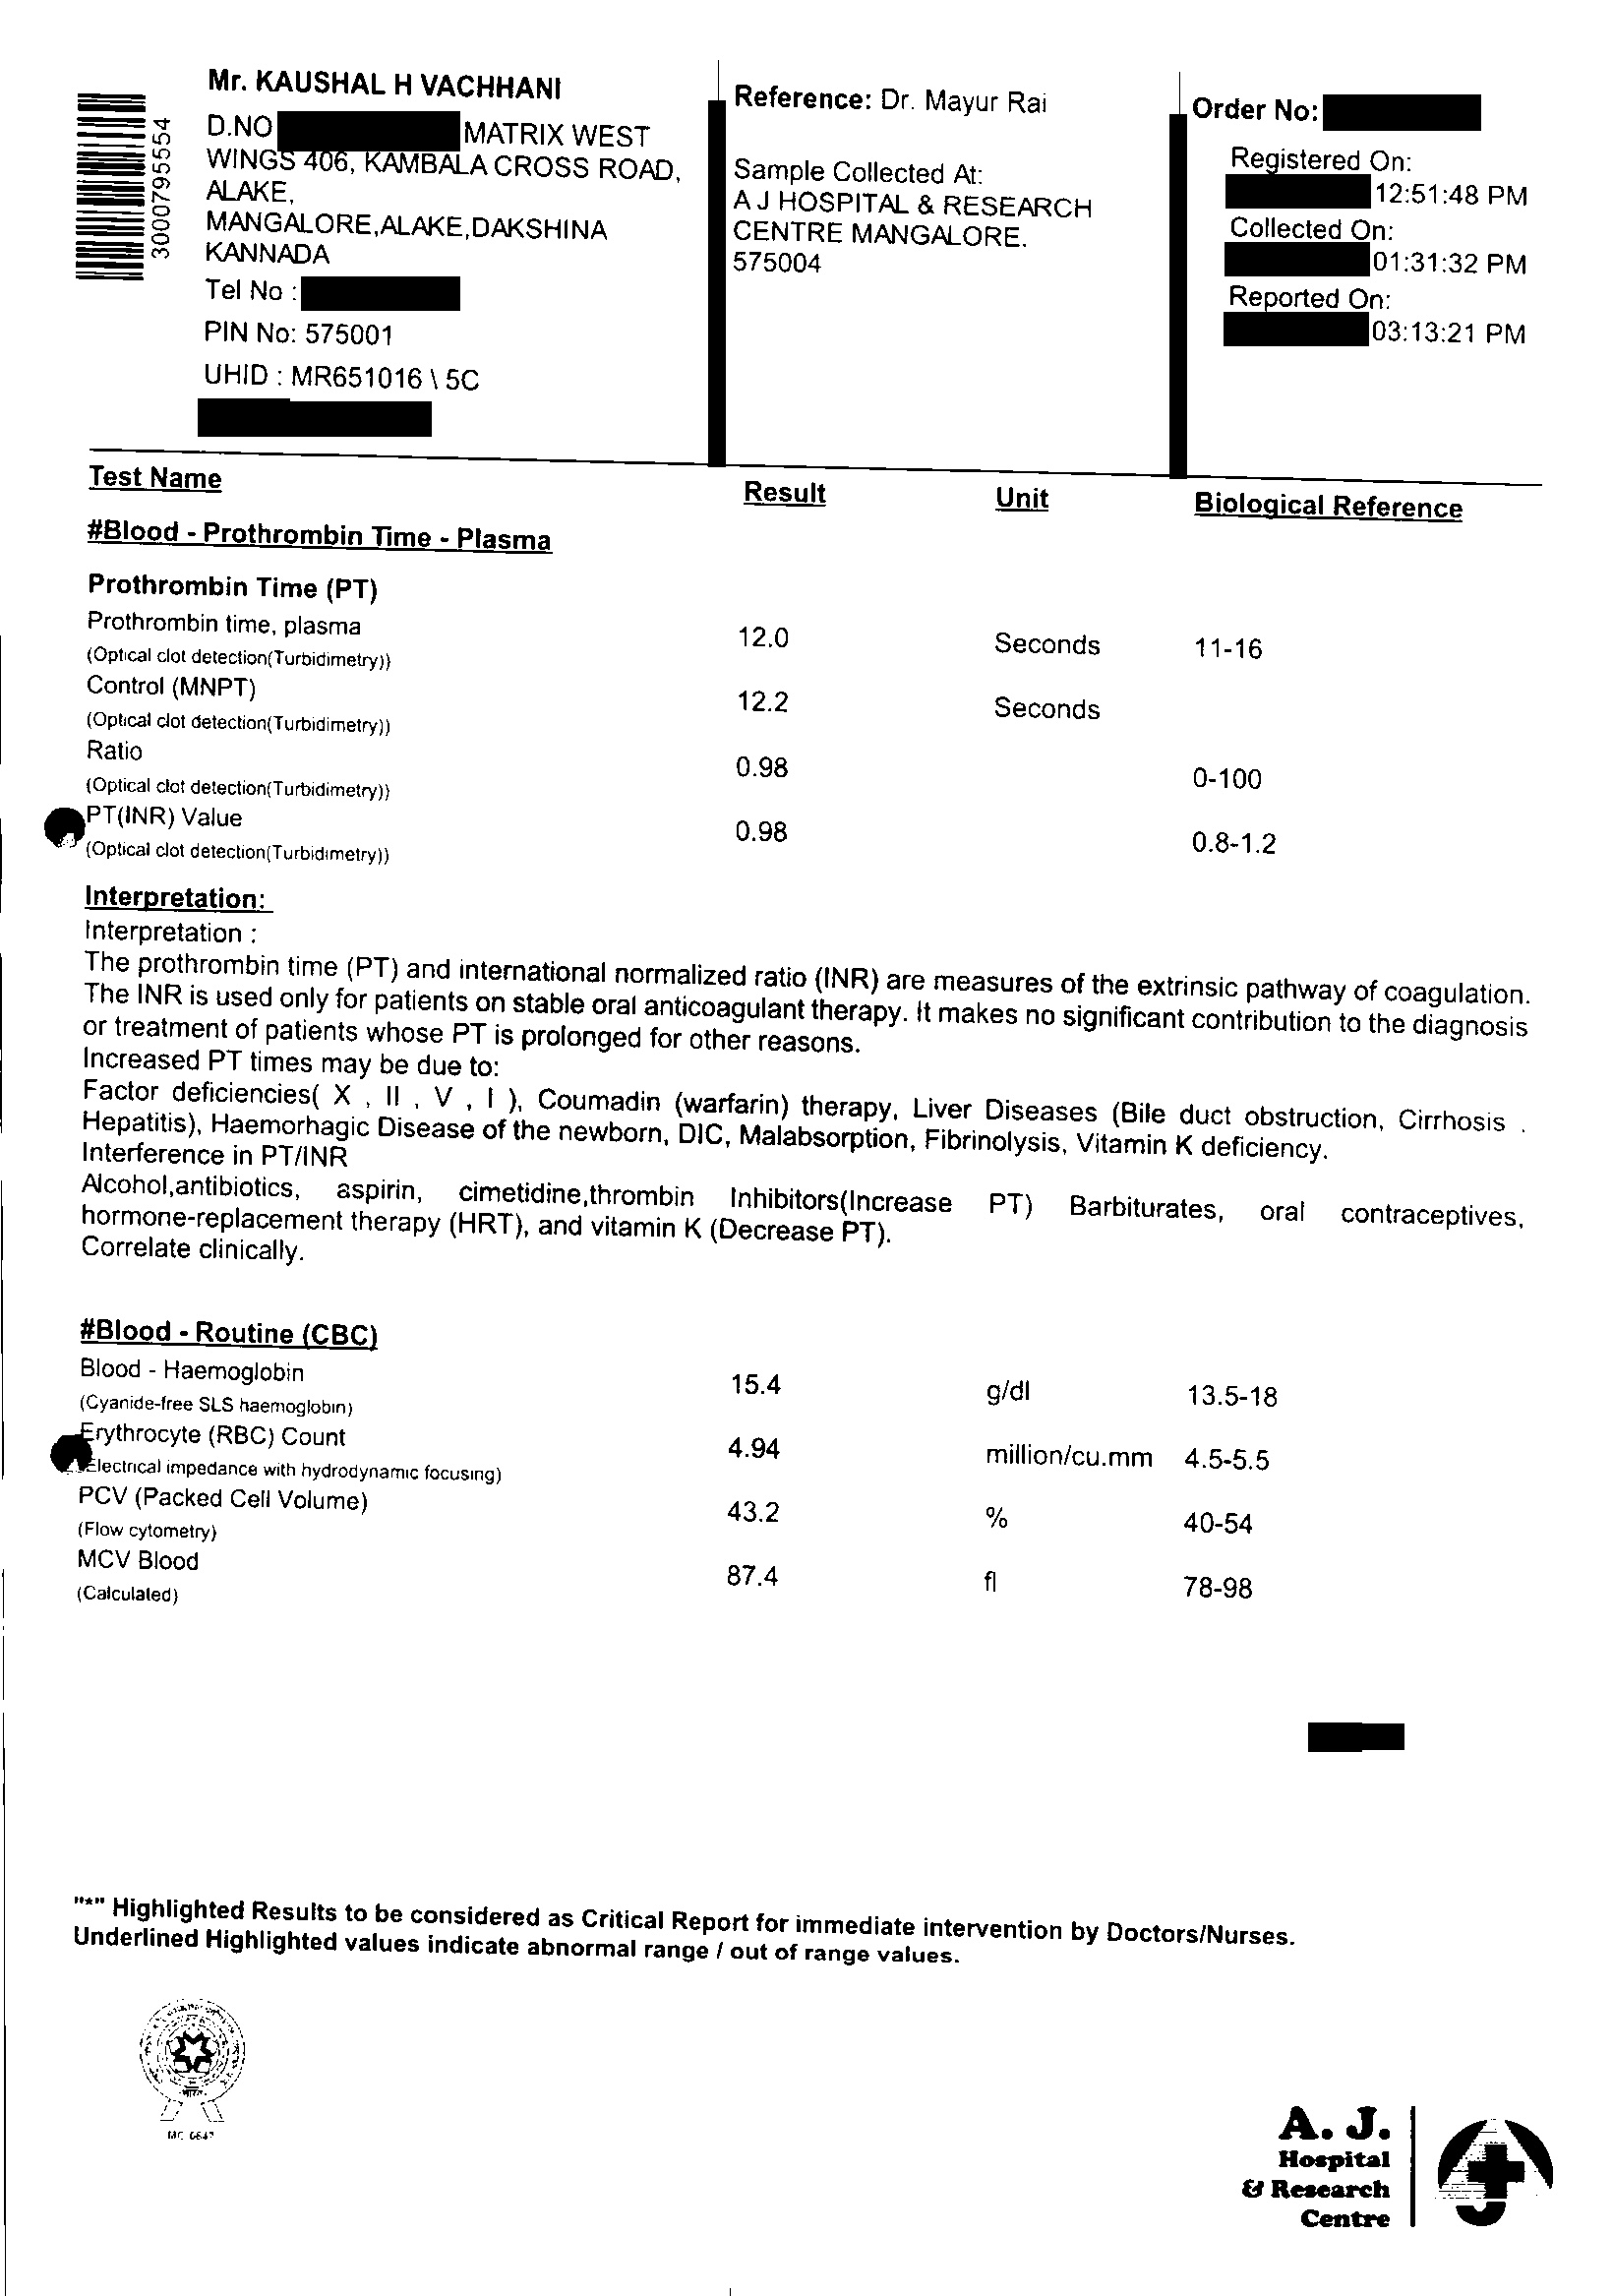 Mr. KAUSHAL H VACHHANI
D.NO MATRIX WEST
WINGS 406, KAMBALA CROSS ROAD,
ALAKE,
MANGALORE,ALAKE,DAKSHINA
KANNADA
Tel No :
PIN No: 575001
UHID : MR651016 \ 5C
3000795554
Reference: Dr. Mayur Rai
Sample Collected At:
A J HOSPITAL & RESEARCH
CENTRE MANGALORE.
575004
Order No:
Registered On:
12:51:48 PM
Collected On:
01:31:32 PM
Reported On:
03:13:21 PM
Test Name Result Unit Biological Reference
#Blood - Prothrombin Time - Plasma
Prothrombin Time (PT)
Prothrombin time, plasma 12.0 Seconds 11-16
(Optical clot detection(Turbidimetry))
Control (MNPT) 12.2 Seconds
(Optical clot detection(Turbidimetry))
Ratio 0.98 0-100
(Optical clot detection(Turbidimetry))
PT(INR) Value 0.98 0.8-1.2
(Optical clot detection(Turbidimetry))
Interpretation:
Interpretation :
The prothrombin time (PT) and international normalized ratio (INR) are measures of the extrinsic pathway of coagulation.
The INR is used only for patients on stable oral anticoagulant therapy. It makes no significant contribution to the diagnosis
or treatment of patients whose PT is prolonged for other reasons.
Increased PT times may be due to:
Factor deficiencies( X , II , V , I ), Coumadin (warfarin) therapy, Liver Diseases (Bile duct obstruction, Cirrhosis .
Hepatitis), Haemorhagic Disease of the newborn, DIC, Malabsorption, Fibrinolysis, Vitamin K deficiency.
Interference in PT/INR
Alcohol,antibiotics, aspirin, cimetidine,thrombin Inhibitors(Increase PT) Barbiturates, oral contraceptives,
hormone-replacement therapy (HRT), and vitamin K (Decrease PT).
Correlate clinically.
#Blood - Routine (CBC)
Blood - Haemoglobin 15.4 g/dl 13.5-18
(Cyanide-free SLS haemoglobin)
Erythrocyte (RBC) Count 4.94 million/cu.mm 4.5-5.5
Electrical impedance with hydrodynamic focusing)
PCV (Packed Cell Volume) 43.2 % 40-54
(Flow cytometry)
MCV Blood 87.4 fl 78-98
(Calculated)
"*" Highlighted Results to be considered as Critical Report for immediate intervention by Doctors/Nurses.
Underlined Highlighted values indicate abnormal range / out of range values.
A. J.
Hospital
& Research
Centre